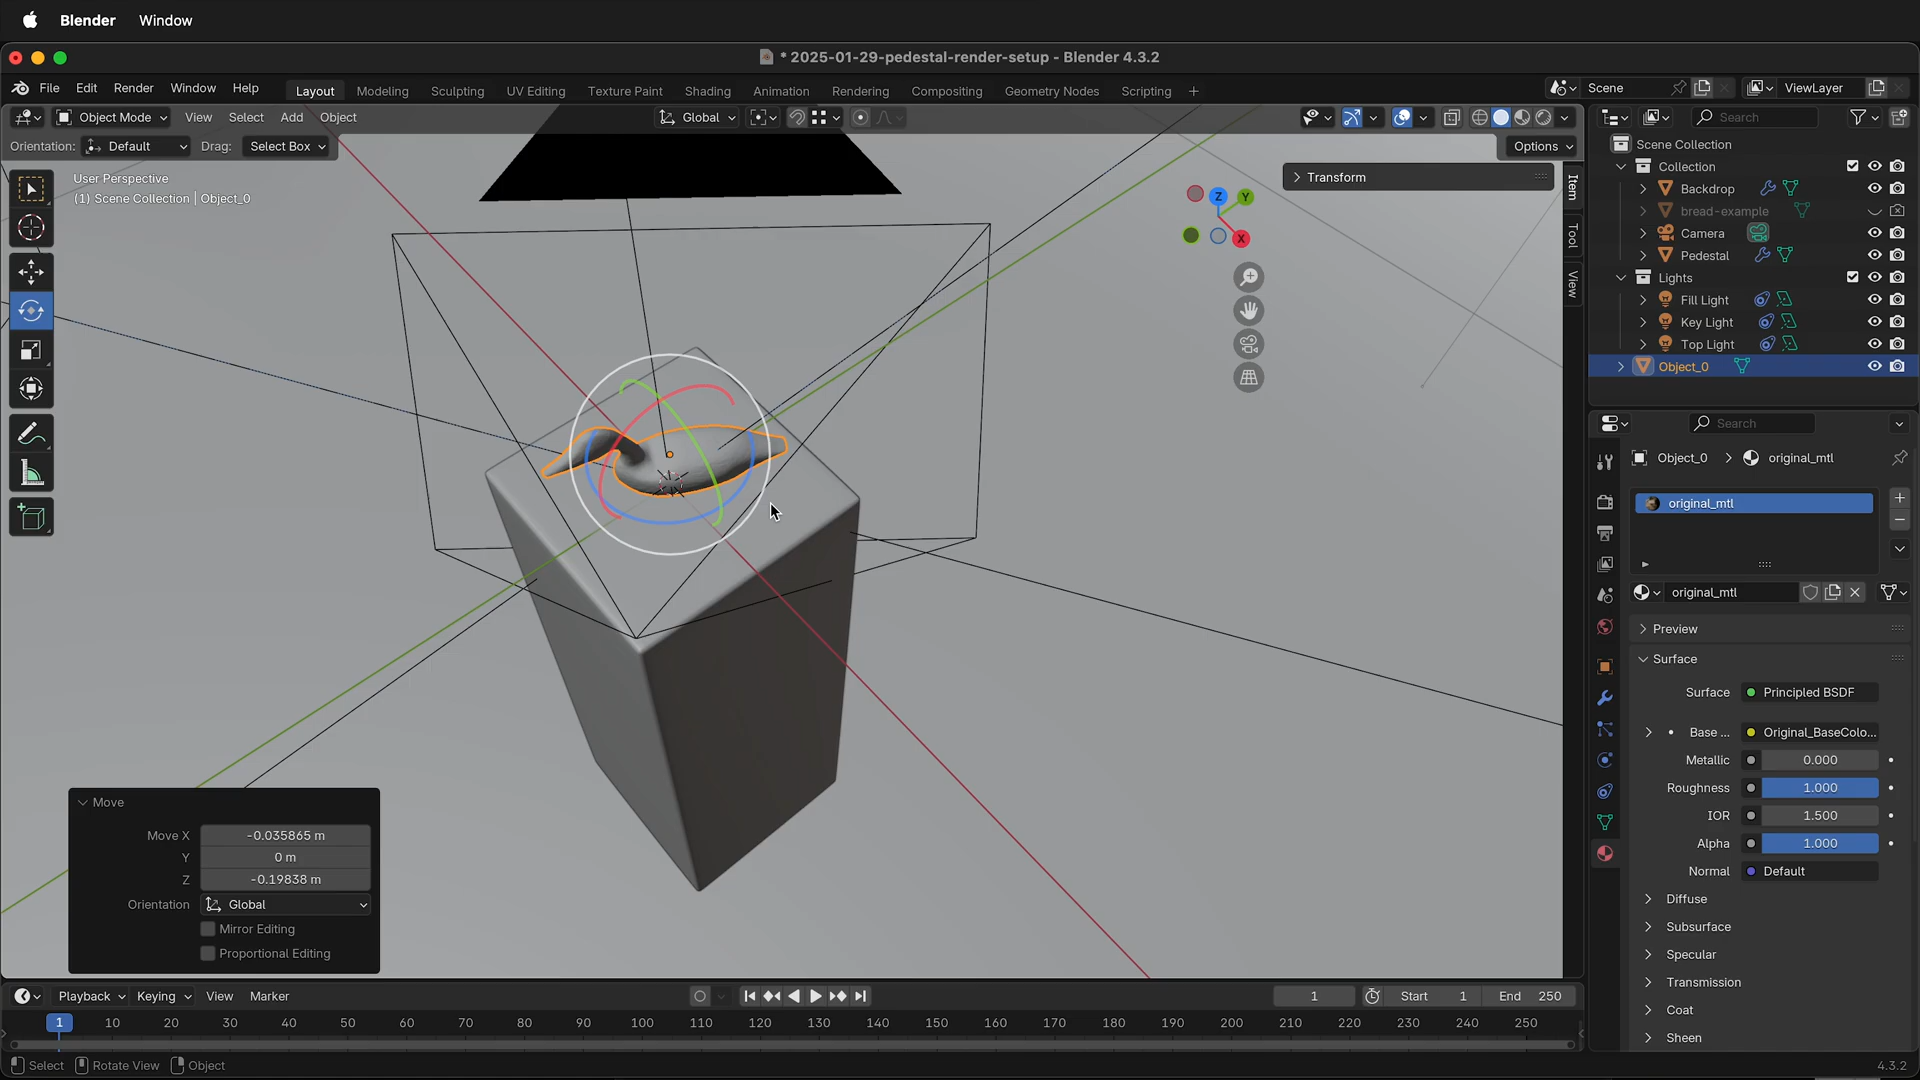 Blender Window
* 2025-01-29-pedestal-render-setup - Blender 4.3.2
File Edit Render Window Help Layout Modeling Sculpting UV Editing Texture Paint Shading Animation Rendering Compositing Geometry Nodes Scripting + Scene ViewLayer
Object Mode View Select Add Object Global Search
Orientation: Default Drag: Select Box Options
User Perspective
(1) Scene Collection | Object_0
Transform
Item
Tool
View
Z
Y
X
Scene Collection
Collection
Backdrop
bread-example
Camera
Pedestal
Lights
Fill Light
Key Light
Top Light
Object_0
Search
Object_0 > original_mtl
original_mtl
original_mtl
Preview
Surface
Surface Principled BSDF
Base ... Original_BaseColo...
Metallic 0.000
Roughness 1.000
IOR 1.500
Alpha 1.000
Normal Default
Diffuse
Subsurface
Specular
Transmission
Coat
Sheen
Move
Move X -0.035865 m
Y 0 m
Z -0.19838 m
Orientation Global
Mirror Editing
Proportional Editing
Playback Keying View Marker 1 Start 1 End 250
1 10 20 30 40 50 60 70 80 90 100 110 120 130 140 150 160 170 180 190 200 210 220 230 240 250
Select Rotate View Object 4.3.2